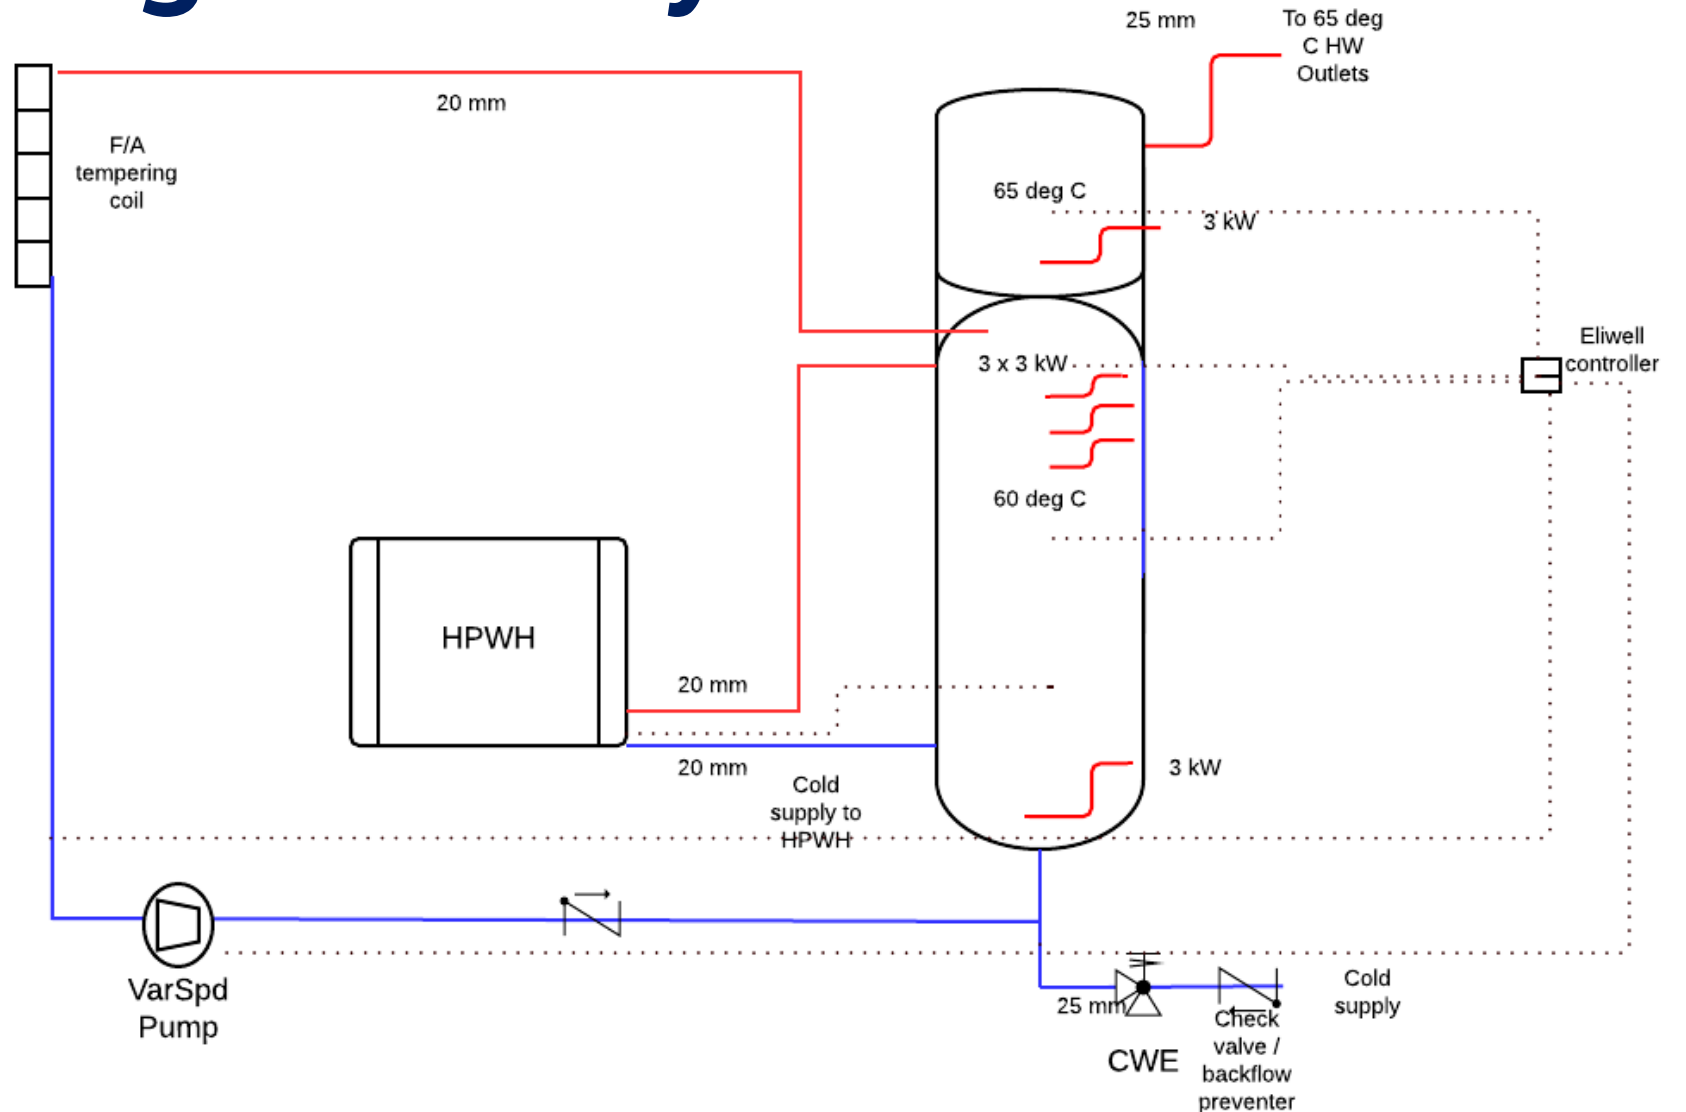 25 mm
To 65 deg
C HW
Outlets
20 mm
F/A
tempering
coil
65 deg C
3 kW
Eliwell
controller
3 x 3 kW
60 deg C
HPWH
20 mm
20 mm
3 kW
Cold
supply to
HPWH
VarSpd
Pump
25 mm
Cold
supply
CWE
Check
valve /
backflow
preventer